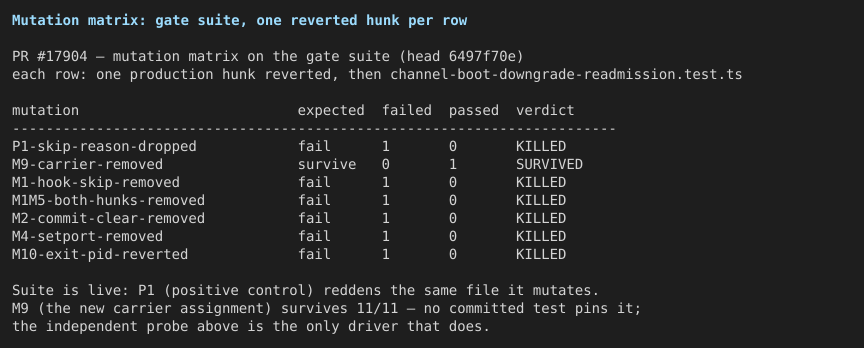 Mutation matrix: gate suite, one reverted hunk per row
PR #17904 — mutation matrix on the gate suite (head 6497f70e)
each row: one production hunk reverted, then channel-boot-downgrade-readmission.test.ts
mutation expected failed passed verdict
------------------------------------------------------------------------
P1-skip-reason-dropped fail 1 0 KILLED
M9-carrier-removed survive 0 1 SURVIVED
M1-hook-skip-removed fail 1 0 KILLED
M1M5-both-hunks-removed fail 1 0 KILLED
M2-commit-clear-removed fail 1 0 KILLED
M4-setport-removed fail 1 0 KILLED
M10-exit-pid-reverted fail 1 0 KILLED
Suite is live: P1 (positive control) reddens the same file it mutates.
M9 (the new carrier assignment) survives 11/11 — no committed test pins it;
the independent probe above is the only driver that does.